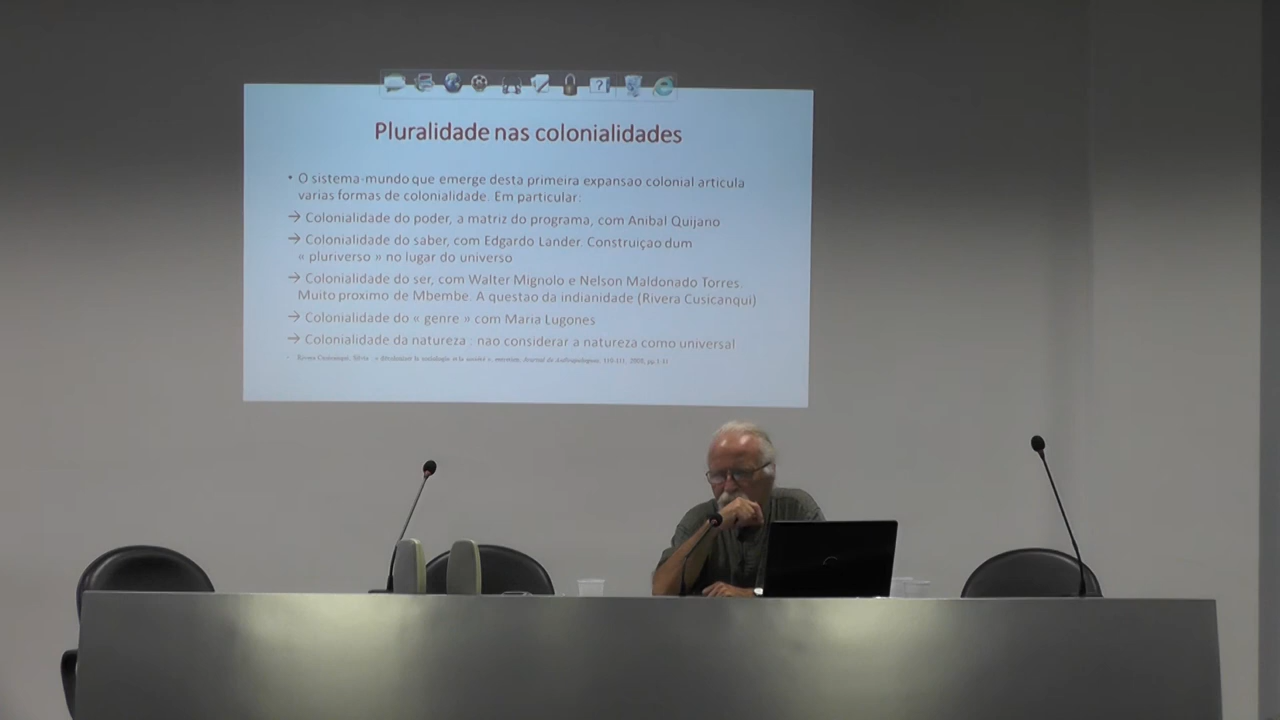 Pluralidade nas colonialidades
• O sistema-mundo que emerge desta primeira expansao colonial articula
varias formas de colonialidade. Em particular:
→ Colonialidade do poder, a matriz do programa, com Anibal Quijano
→ Colonialidade do saber, com Edgardo Lander. Construiçao dum
« pluriverso » no lugar do universo
→ Colonialidade do ser, com Walter Mignolo e Nelson Maldonado Torres.
Muito proximo de Mbembe. A questao da indianidade (Rivera Cusicanqui)
→ Colonialidade do « genre » com Maria Lugones
→ Colonialidade da natureza : nao considerar a natureza como universal
Rivera Cusicanqui, Silvia